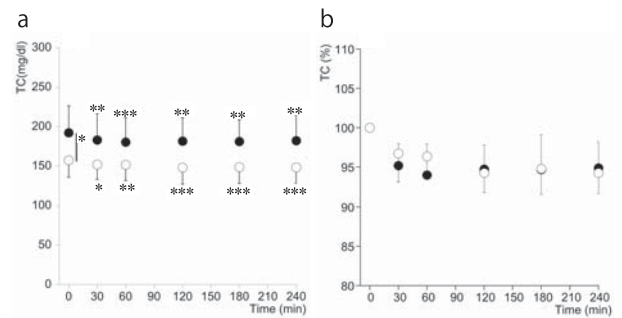 a
TC(mg/dl)
300
250
200
150
100
50
0
** *** ** ** **
*
* ** *** *** ***
0 30 60 90 120 150 180 210 240
Time (min)
b
TC (%)
110
105
100
95
90
85
80
0 30 60 90 120 150 180 210 240
Time (min)